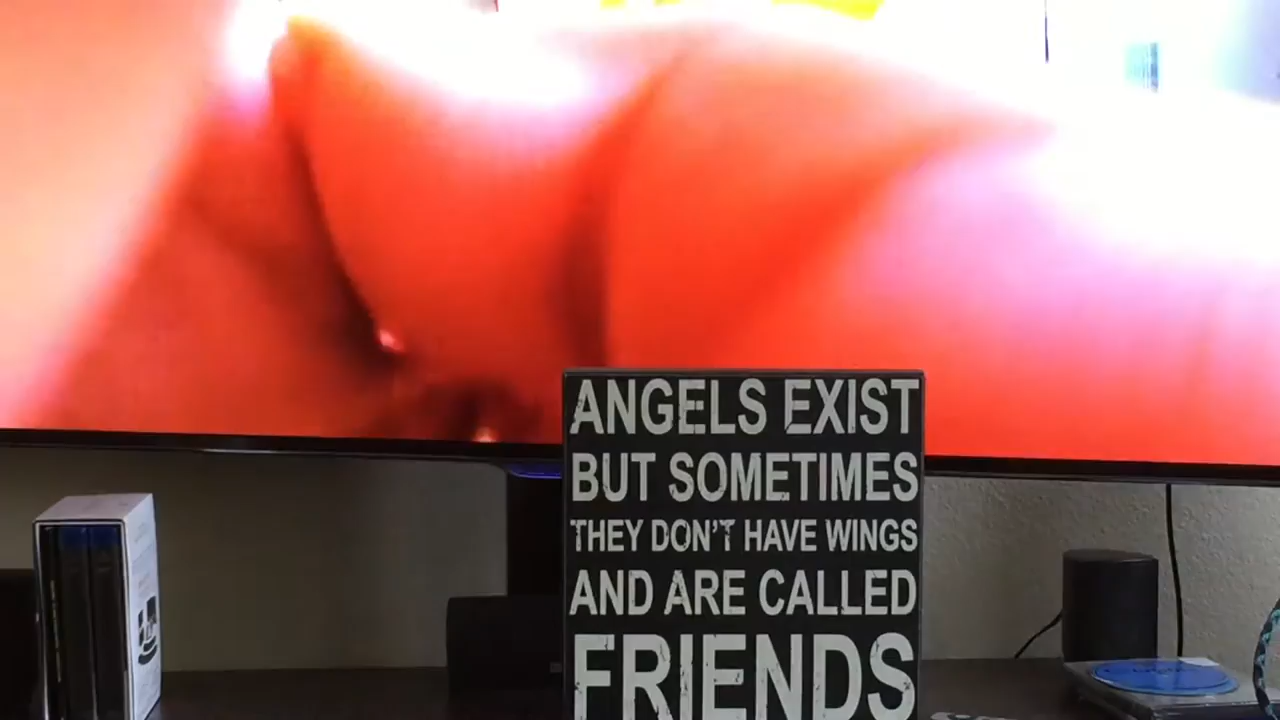 ANGELS EXIST
BUT SOMETIMES
THEY DON'T HAVE WINGS
AND ARE CALLED
FRIENDS